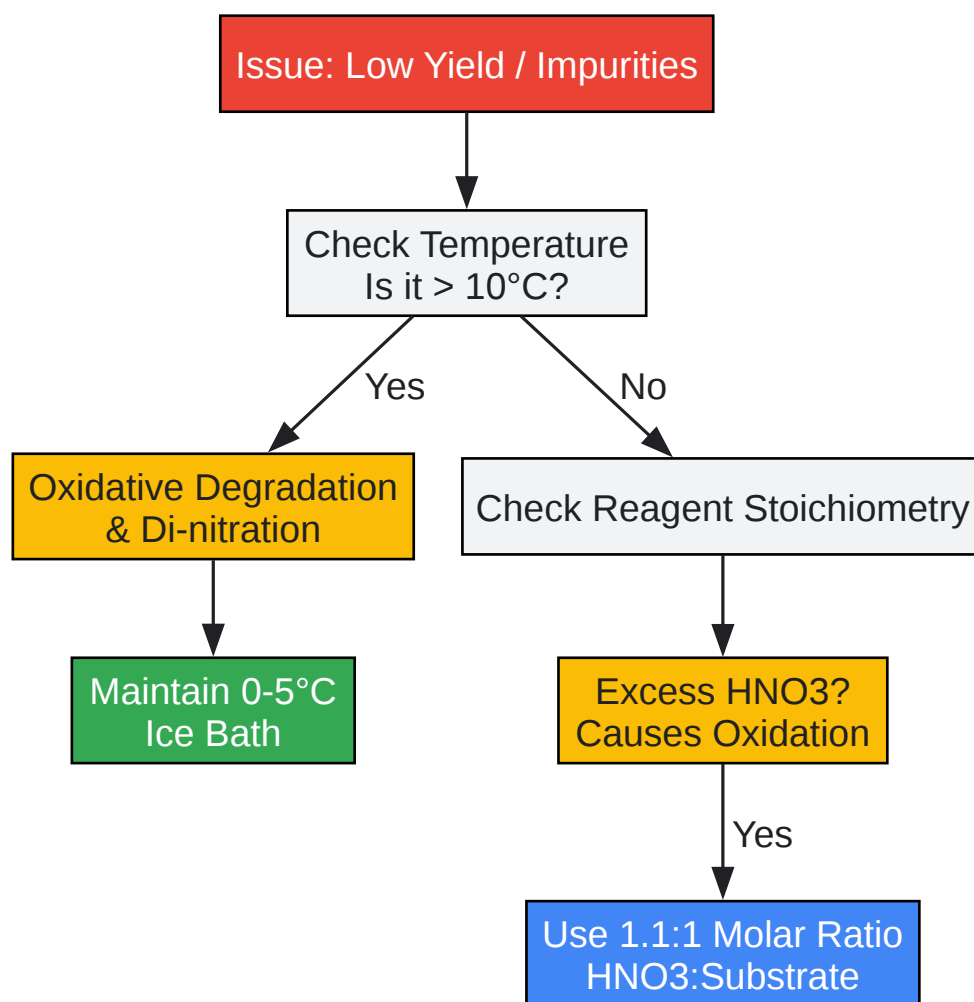 Issue: Low Yield / Impurities
Check Temperature
Is it > 10°C?
Yes
No
Oxidative Degradation
& Di-nitration
Check Reagent Stoichiometry
Maintain 0-5°C
Ice Bath
Excess HNO3?
Causes Oxidation
Yes
Use 1.1:1 Molar Ratio
HNO3:Substrate